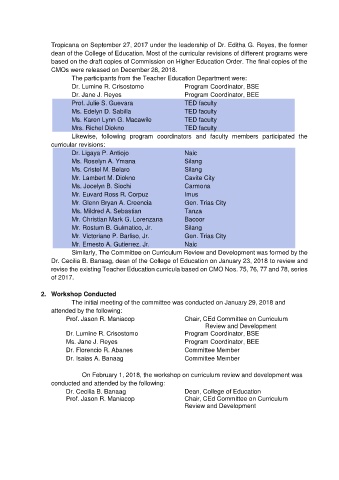 Tropicana on September 27, 2017 under the leadership of Dr. Editha G. Reyes, the former
dean of the College of Education. Most of the curricular revisions of different programs were
based on the draft copies of Commission on Higher Education Order. The final copies of the
CMOs were released on December 28, 2018.
The participants from the Teacher Education Department were:
Dr. Lumine R. Crisostomo Program Coordinator, BSE
Dr. Jane J. Reyes Program Coordinator, BEE
Prof. Julie S. Guevara TED faculty
Ms. Edelyn D. Sabilla TED faculty
Ms. Karen Lynn G. Macawile TED faculty
Mrs. Richel Diokno TED faculty
Likewise, following program coordinators and faculty members participated the
curricular revisions:
Dr. Ligaya P. Antiojo Naic
Ms. Roselyn A. Ymana Silang
Ms. Cristel M. Belaro Silang
Mr. Lambert M. Diokno Cavite City
Ms. Jocelyn B. Siochi Carmona
Mr. Euvard Ross R. Corpuz Imus
Mr. Glenn Bryan A. Creencia Gen. Trias City
Ms. Mildred A. Sebastian Tanza
Mr. Christian Mark G. Lorenzana Bacoor
Mr. Rostum B. Gulmatico, Jr. Silang
Mr. Victoriano P. Barliso, Jr. Gen. Trias City
Mr. Ernesto A. Gutierrez, Jr. Naic
Similarly, The Committee on Curriculum Review and Development was formed by the
Dr. Cecilia B. Banaag, dean of the College of Education on January 23, 2018 to review and
revise the existing Teacher Education curricula based on CMO Nos. 75, 76, 77 and 78, series
of 2017.
2. Workshop Conducted
The initial meeting of the committee was conducted on January 29, 2018 and
attended by the following:
Prof. Jason R. Maniacop Chair, CEd Committee on Curriculum
Review and Development
Dr. Lumine R. Crisostomo Program Coordinator, BSE
Ms. Jane J. Reyes Program Coordinator, BEE
Dr. Florencio R. Abanes Committee Member
Dr. Isaias A. Banaag Committee Member
On February 1, 2018, the workshop on curriculum review and development was
conducted and attended by the following:
Dr. Cecilia B. Banaag Dean, College of Education
Prof. Jason R. Maniacop Chair, CEd Committee on Curriculum
Review and Development